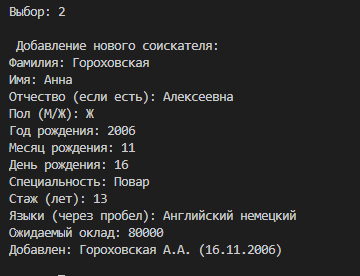 Выбор: 2
Добавление нового соискателя:
Фамилия: Гороховская
Имя: Анна
Отчество (если есть): Алексеевна
Пол (М/Ж): Ж
Год рождения: 2006
Месяц рождения: 11
День рождения: 16
Специальность: Повар
Стаж (лет): 13
Языки (через пробел): Английский немецкий
Ожидаемый оклад: 80000
Добавлен: Гороховская А.А. (16.11.2006)